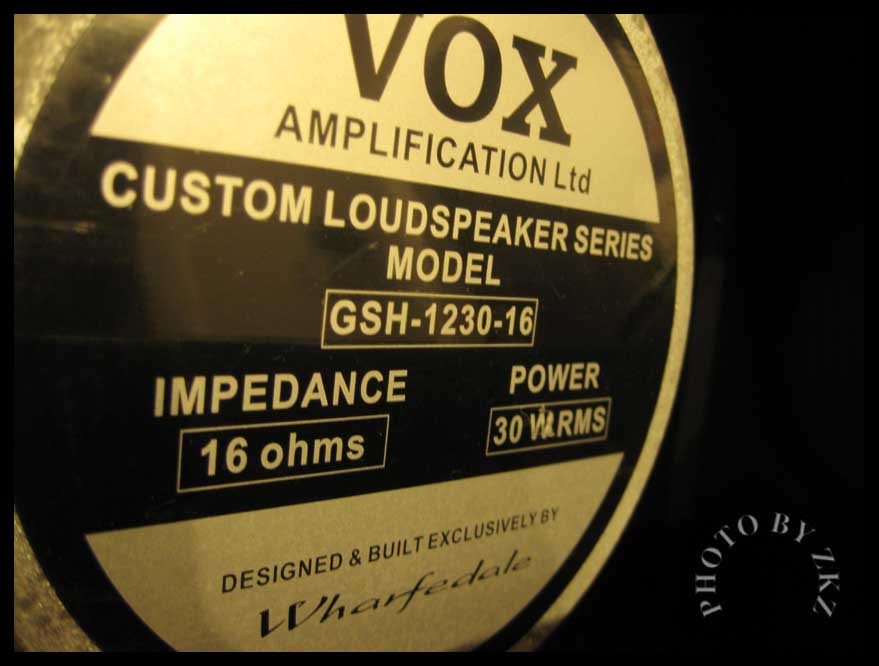 VOX
AMPLIFICATION Ltd
CUSTOM LOUDSPEAKER SERIES
MODEL
GSH-1230-16
IMPEDANCE
POWER
16 ohms
30 W.RMS
DESIGNED & BUILT EXCLUSIVELY BY
Wharfedale
PHOTO BY ZKZ